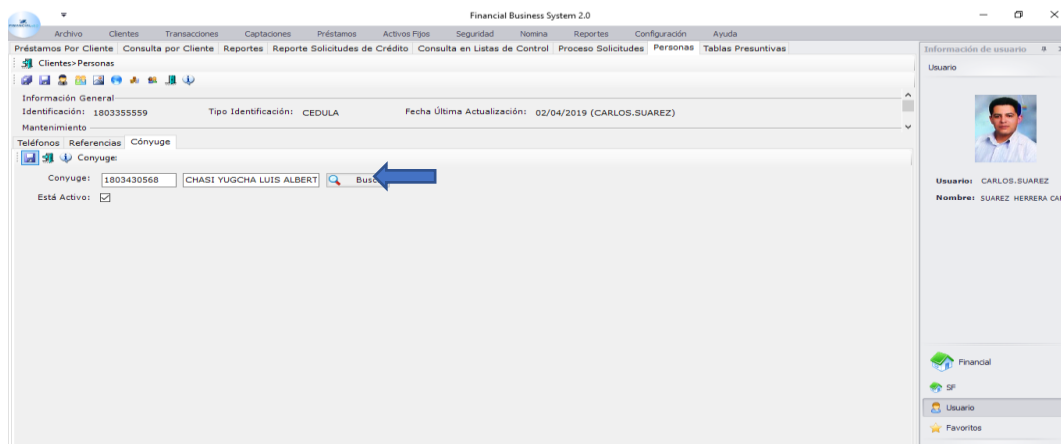 Financial Business System 2.0
Archivo Clientes Transacciones Captaciones Préstamos Activos Fijos Seguridad Nomina Reportes Configuración Ayuda
Préstamos Por Cliente Consulta por Cliente Reportes Reporte Solicitudes de Crédito Consulta en Listas de Control Proceso Solicitudes Personas Tablas Presuntivas
Clientes>Personas
Información General
Identificación: 1803355559 Tipo Identificación: CEDULA Fecha Última Actualización: 02/04/2019 (CARLOS.SUAREZ)
Mantenimiento
Teléfonos Referencias Cónyuge
Conyuge:
Conyuge: 1803430568 CHASI YUGCHA LUIS ALBERT Busc
Está Activo:
Información de usuario
Usuario
Usuario: CARLOS.SUAREZ
Nombre: SUAREZ HERRERA CAR
Financial
SF
Usuario
Favoritos